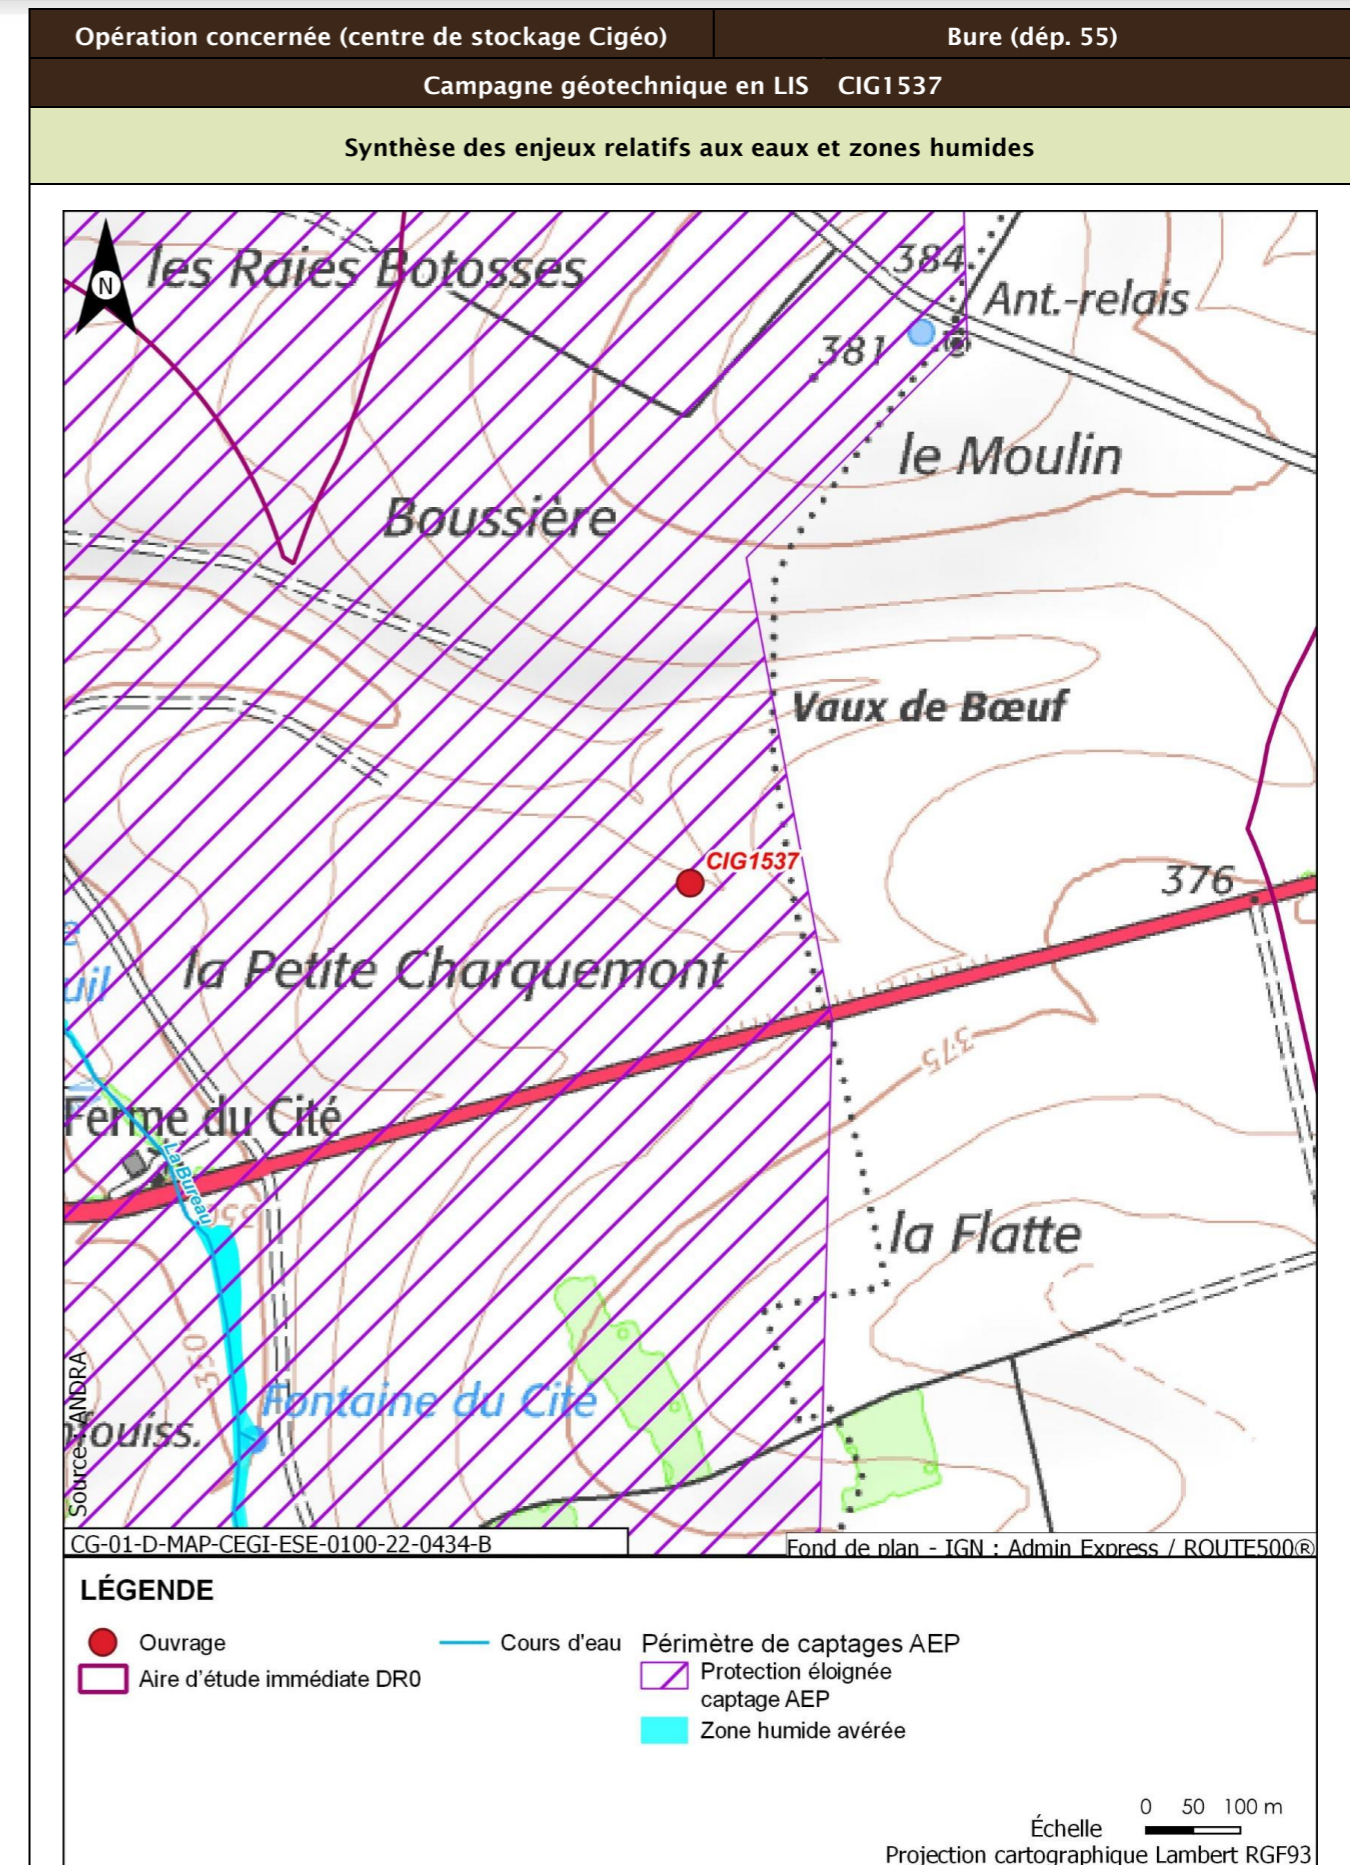 Opération concernée (centre de stockage Cigéo)
Bure (dép. 55)
Campagne géotechnique en LIS CIG1537
Synthèse des enjeux relatifs aux eaux et zones humides
N
les Raies Botosses
384
Ant.-relais
381
le Moulin
Boussière
Vaux de Bœuf
CIG1537
376
la Petite Charquemont
uil
375
Ferme du Cité
La Bureau
350
la Flatte
350
Fontaine du Cité
fouiss.
Source : ANDRA
CG-01-D-MAP-CEGI-ESE-0100-22-0434-B
Fond de plan - IGN : Admin Express / ROUTE500®
LÉGENDE
Ouvrage
Cours d'eau
Périmètre de captages AEP
Aire d'étude immédiate DR0
Protection éloignée
captage AEP
Zone humide avérée
0 50 100 m
Échelle
Projection cartographique Lambert RGF93